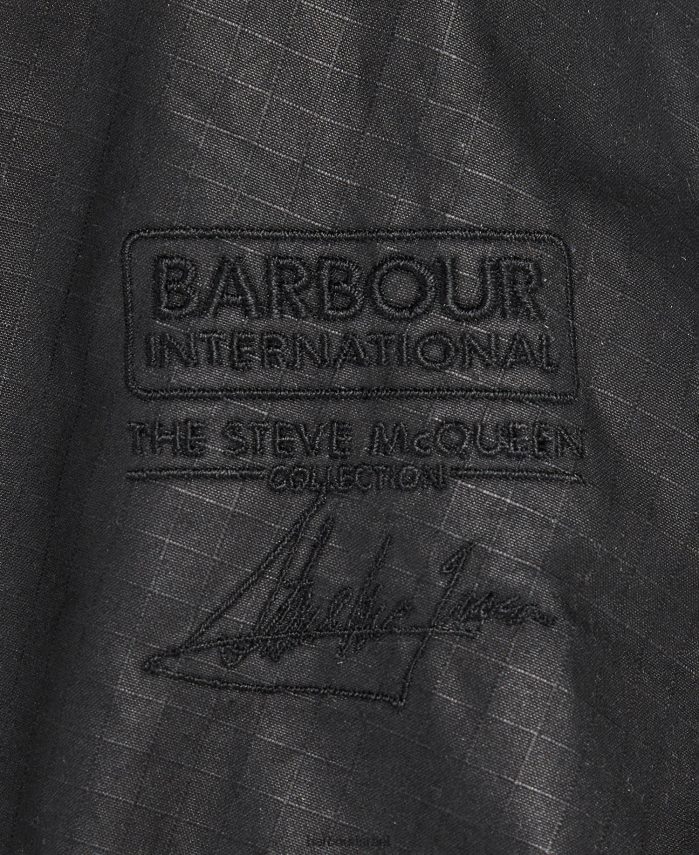 BARBOUR
INTERNATIONAL
THE STEVE McQUEEN
COLLECTION